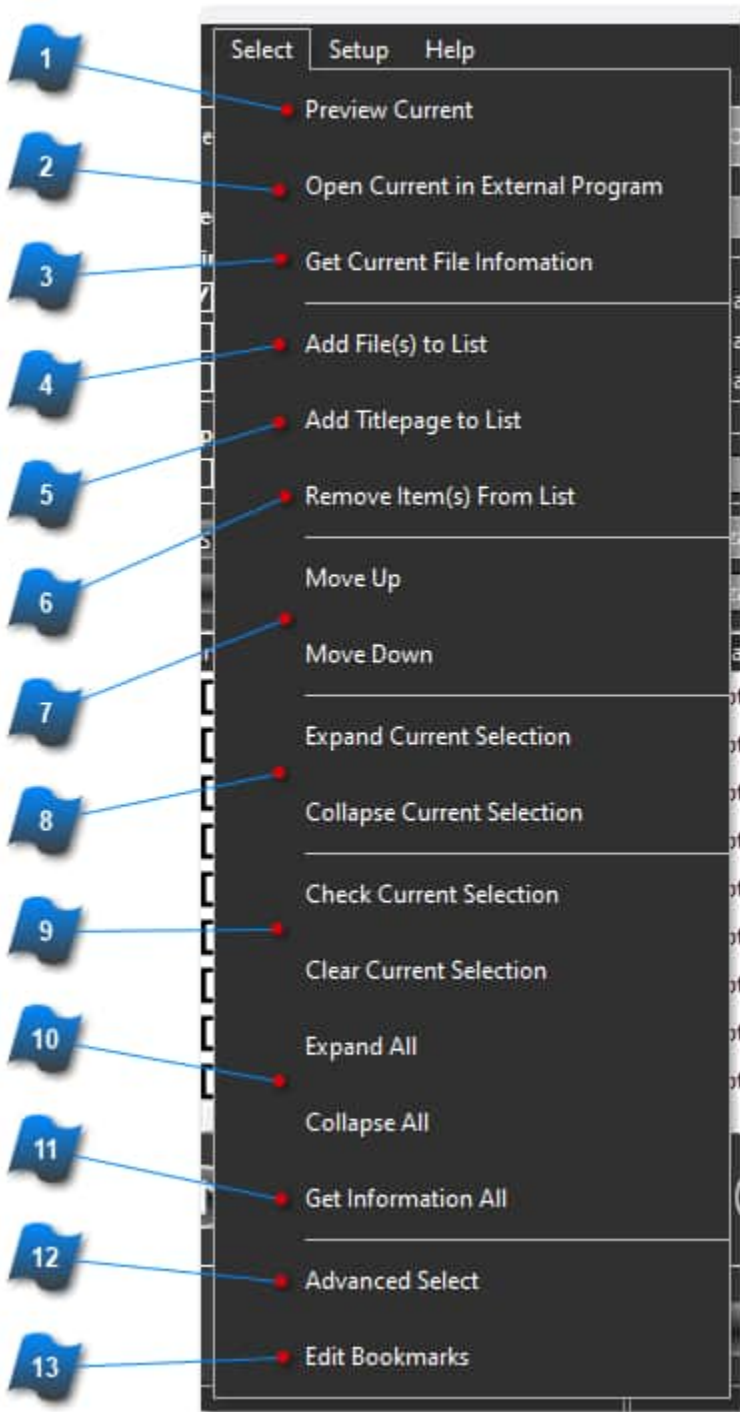 Select Setup Help
1
Preview Current
2
Open Current in External Program
3
Get Current File Infomation
4
Add File(s) to List
5
Add Titlepage to List
6
Remove Item(s) From List
Move Up
7
Move Down
Expand Current Selection
8
Collapse Current Selection
Check Current Selection
9
Clear Current Selection
10
Expand All
Collapse All
11
Get Information All
12
Advanced Select
13
Edit Bookmarks